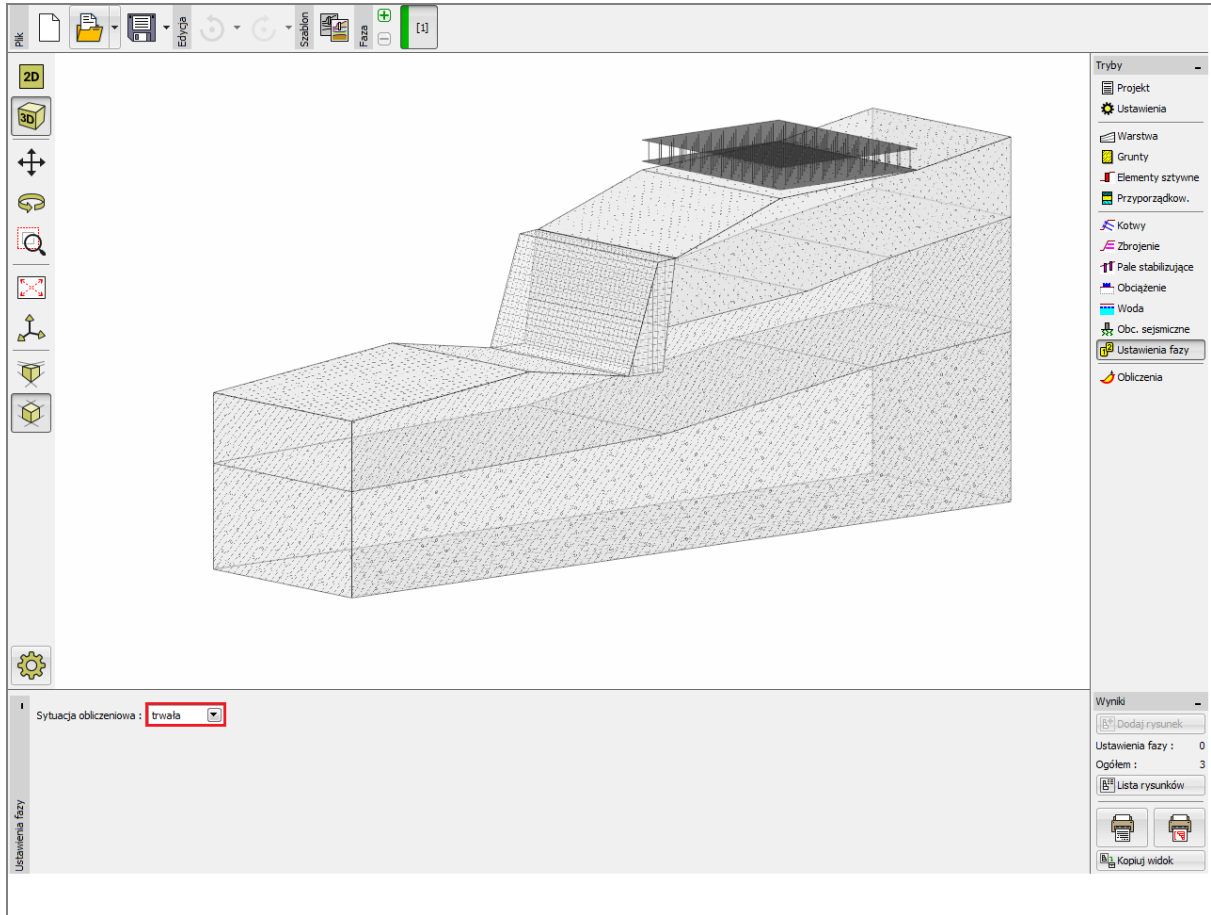 Plik
Edycja
Szablon
Faza
[1]
2D
3D
Tryby
Projekt
Ustawienia
Warstwa
Grunty
Elementy sztywne
Przyporządkow.
Kotwy
Zbrojenie
Pale stabilizujące
Obciążenie
Woda
Obc. sejsmiczne
Ustawienia fazy
Obliczenia
Ustawienia fazy
Sytuacja obliczeniowa : trwała
Wyniki
Dodaj rysunek
Ustawienia fazy : 0
Ogółem : 3
Lista rysunków
Kopiuj widok